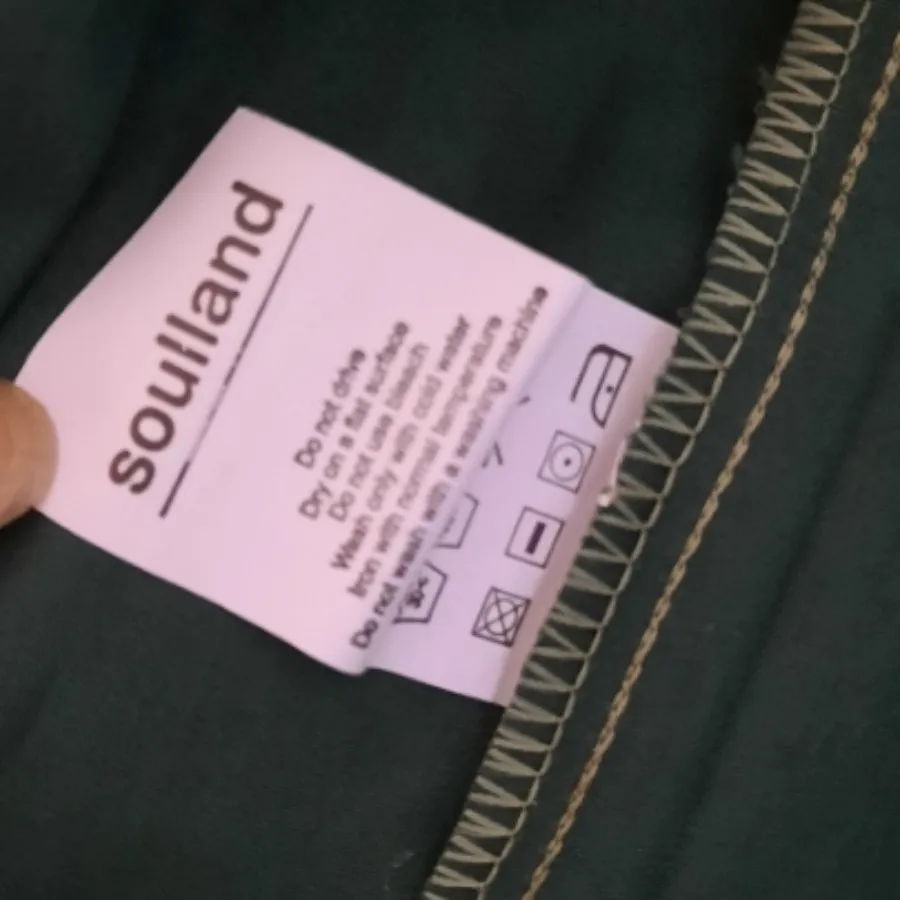 soulland
Do not drive
Dry on a flat surface
Do not use bleach
Wash only with cold water
Iron with normal temperature
Do not wash with a washing machine